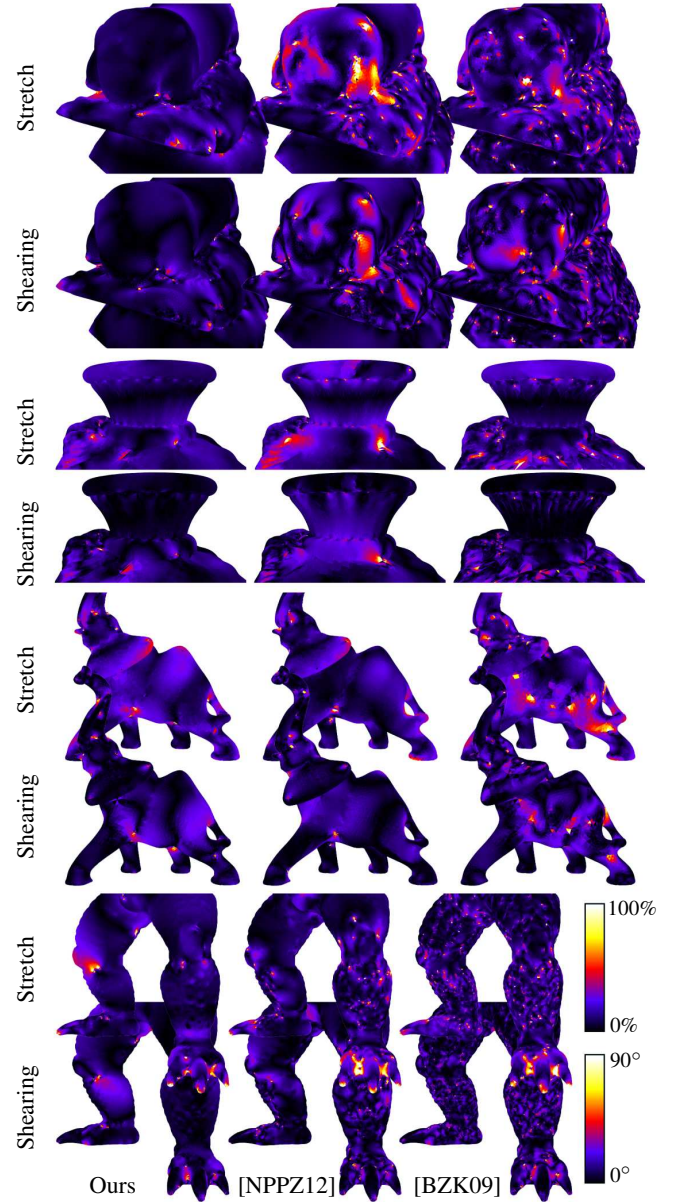 Stretch
Shearing
Stretch
Shearing
Stretch
Shearing
Stretch
100%
0%
Shearing
90°
0°
Ours
[NPPZ12]
[BZK09]